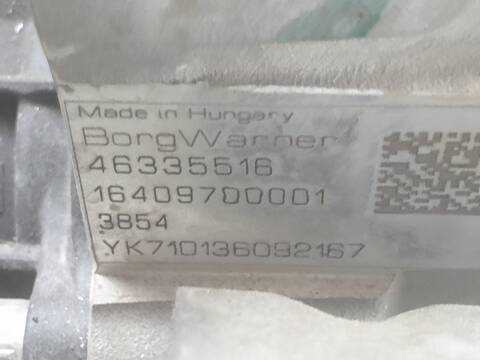 Made in Hungary
BorgWarner
46335516
16409700001
3854
YK710136092167